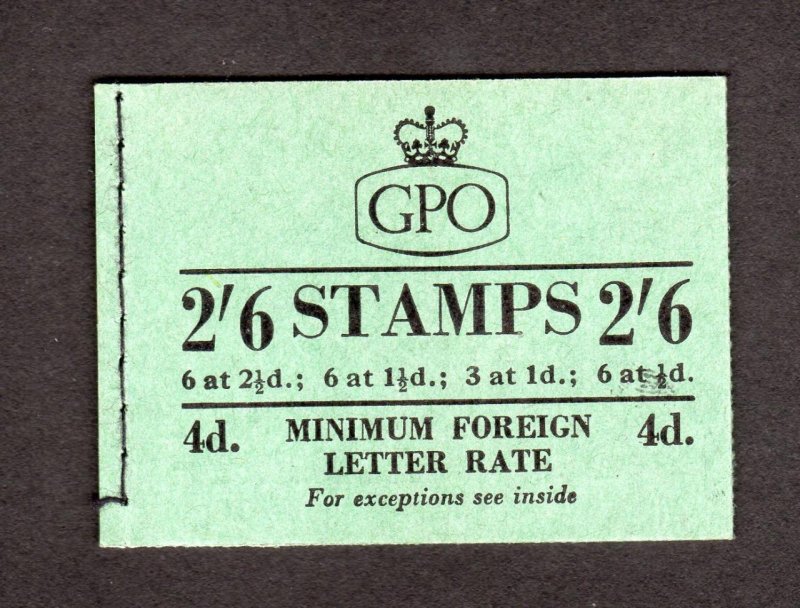 GPO
2'6 STAMPS 2'6
6 at 2½d.; 6 at 1½d.; 3 at 1d.; 6 at ½d.
4d. MINIMUM FOREIGN 4d.
LETTER RATE
For exceptions see inside